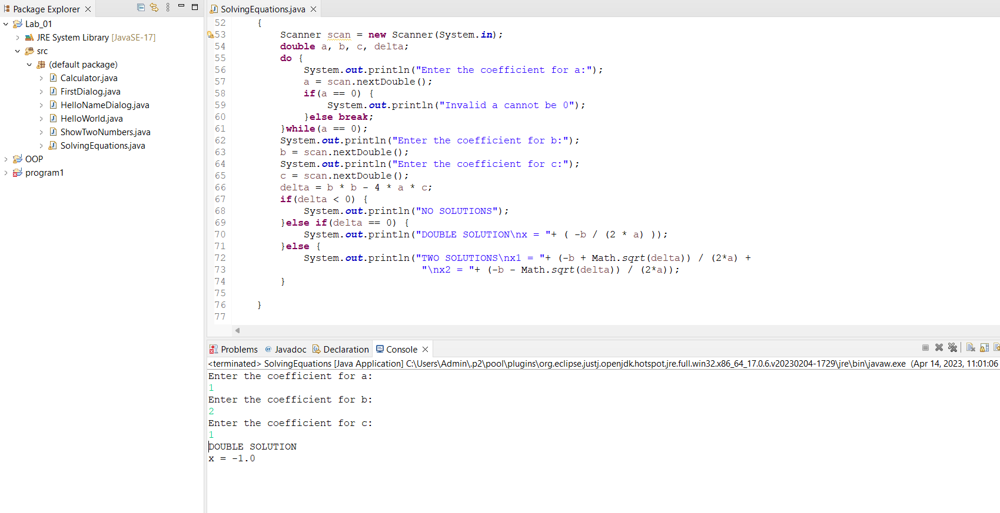 Package Explorer
Lab_01
JRE System Library [JavaSE-17]
src
(default package)
Calculator.java
FirstDialog.java
HelloNameDialog.java
HelloWorld.java
ShowTwoNumbers.java
SolvingEquations.java
OOP
program1
SolvingEquations.java
52 {
53 Scanner scan = new Scanner(System.in);
54 double a, b, c, delta;
55 do {
56 System.out.println("Enter the coefficient for a:");
57 a = scan.nextDouble();
58 if(a == 0) {
59 System.out.println("Invalid a cannot be 0");
60 }else break;
61 }while(a == 0);
62 System.out.println("Enter the coefficient for b:");
63 b = scan.nextDouble();
64 System.out.println("Enter the coefficient for c:");
65 c = scan.nextDouble();
66 delta = b * b - 4 * a * c;
67 if(delta < 0) {
68 System.out.println("NO SOLUTIONS");
69 }else if(delta == 0) {
70 System.out.println("DOUBLE SOLUTION\nx = "+ ( -b / (2 * a) ));
71 }else {
72 System.out.println("TWO SOLUTIONS\nx1 = "+ (-b + Math.sqrt(delta)) / (2*a) +
73 "\nx2 = "+ (-b - Math.sqrt(delta)) / (2*a));
74 }
75
76 }
77
Problems @ Javadoc Declaration Console
<terminated> SolvingEquations [Java Application] C:\Users\Admin\.p2\pool\plugins\org.eclipse.justj.openjdk.hotspot.jre.full.win32.x86_64_17.0.6.v20230204-1729\jre\bin\javaw.exe (Apr 14, 2023, 11:01:06
Enter the coefficient for a:
1
Enter the coefficient for b:
2
Enter the coefficient for c:
1
DOUBLE SOLUTION
x = -1.0